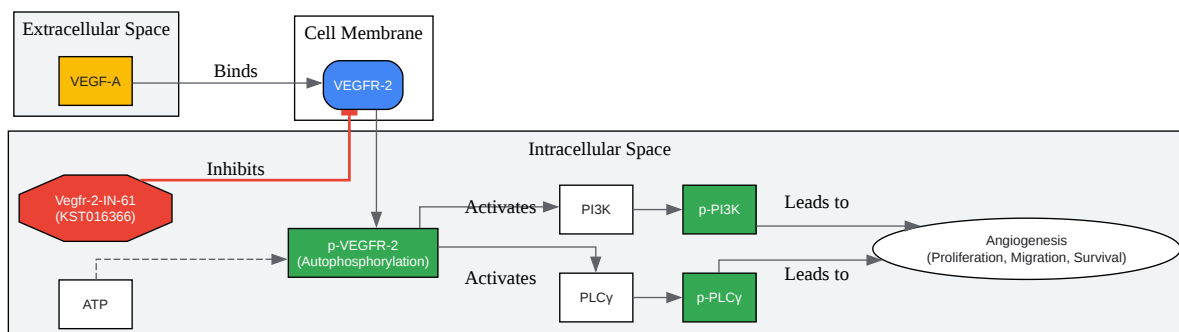 Extracellular Space
VEGF-A
Binds
Cell Membrane
VEGFR-2
Intracellular Space
Inhibits
Vegfr-2-IN-61
(KST016366)
ATP
p-VEGFR-2
(Autophosphorylation)
Activates
PI3K
p-PI3K
Leads to
Activates
PLCγ
p-PLCγ
Leads to
Angiogenesis
(Proliferation, Migration, Survival)